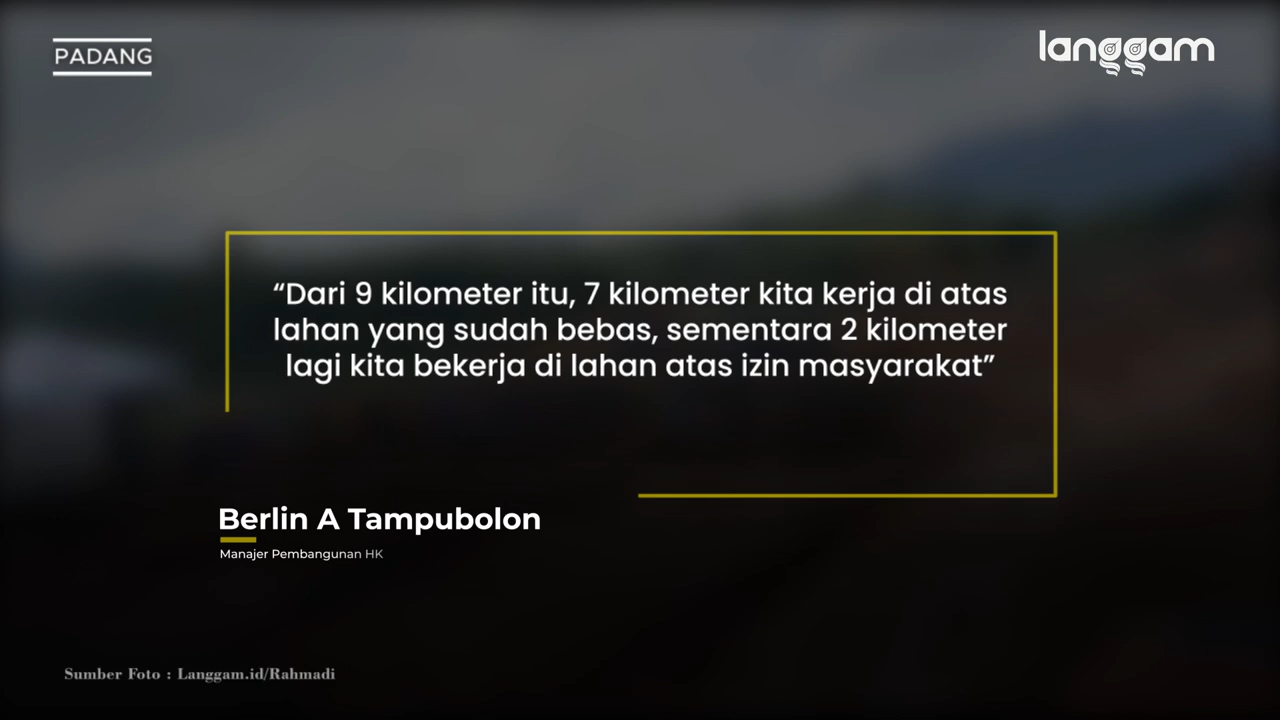 PADANG
langgam
“Dari 9 kilometer itu, 7 kilometer kita kerja di atas
lahan yang sudah bebas, sementara 2 kilometer
lagi kita bekerja di lahan atas izin masyarakat”
Berlin A Tampubolon
Manajer Pembangunan HK
Sumber Foto : Langgam.id/Rahmadi